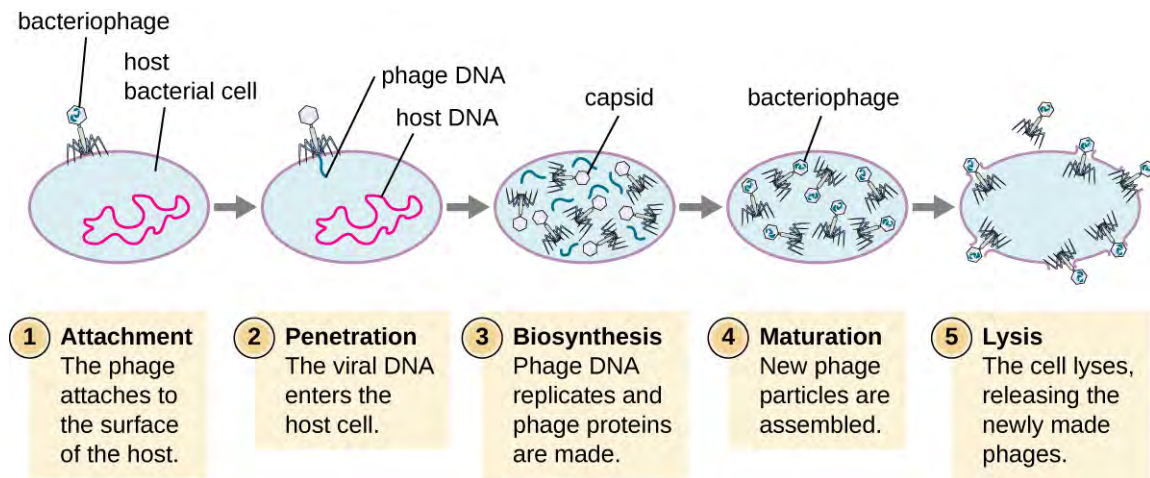 bacteriophage
host
bacterial cell
phage DNA
host DNA
capsid
bacteriophage
1 Attachment
The phage
attaches to
the surface
of the host.
2 Penetration
The viral DNA
enters the
host cell.
3 Biosynthesis
Phage DNA
replicates and
phage proteins
are made.
4 Maturation
New phage
particles are
assembled.
5 Lysis
The cell lyses,
releasing the
newly made
phages.